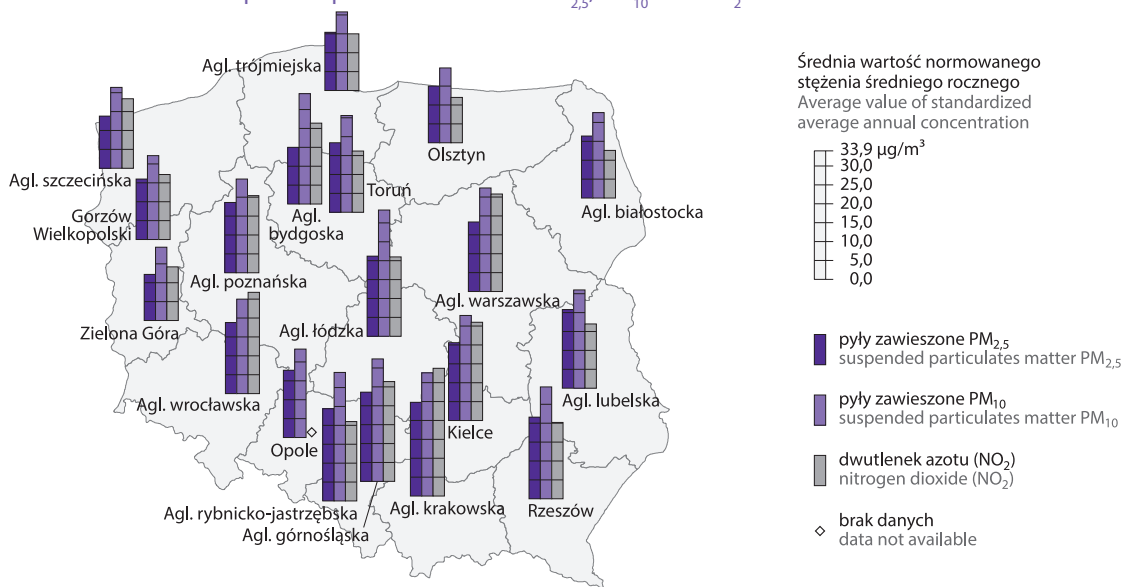 2,5 10 2
Agl. trójmiejska
Olsztyn
Agl. szczecińska
Gorzów
Wielkopolski
Toruń
Agl.
bydgoska
Agl. białostocka
Agl. poznańska
Agl. warszawska
Zielona Góra
Agl. łódzka
Agl. wrocławska
Agl. lubelska
Opole
Kielce
Agl. rybnicko-jastrzębska
Agl. górnośląska
Agl. krakowska
Rzeszów
Średnia wartość normowanego
stężenia średniego rocznego
Average value of standardized
average annual concentration
33,9 µg/m³
30,0
25,0
20,0
15,0
10,0
5,0
0,0
pyły zawieszone PM2,5
suspended particulates matter PM2,5
pyły zawieszone PM10
suspended particulates matter PM10
dwutlenek azotu (NO2)
nitrogen dioxide (NO2)
brak danych
data not available